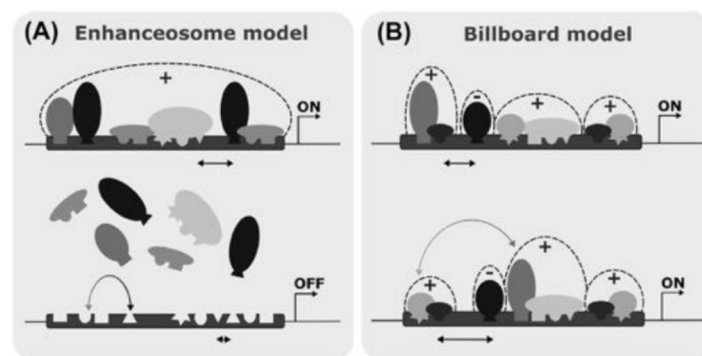 (A) Enhanceosome model
+
ON
OFF
(B) Billboard model
+
-
+
+
ON
+
-
+
+
ON